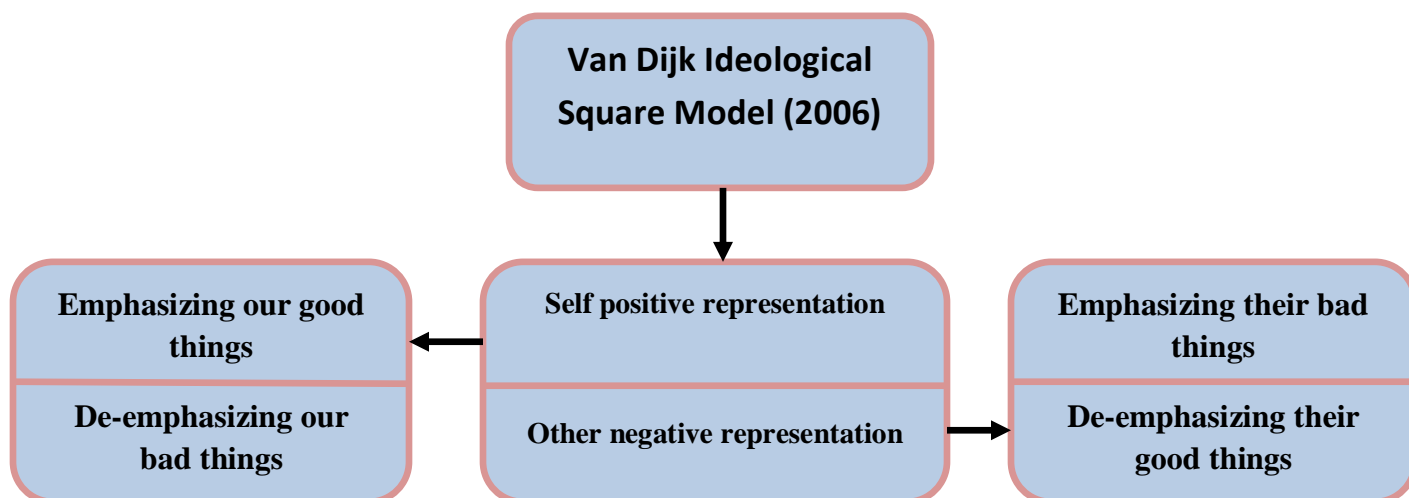 Van Dijk Ideological
Square Model (2006)
Emphasizing our good
things
De-emphasizing our
bad things
Self positive representation
Other negative representation
Emphasizing their bad
things
De-emphasizing their
good things